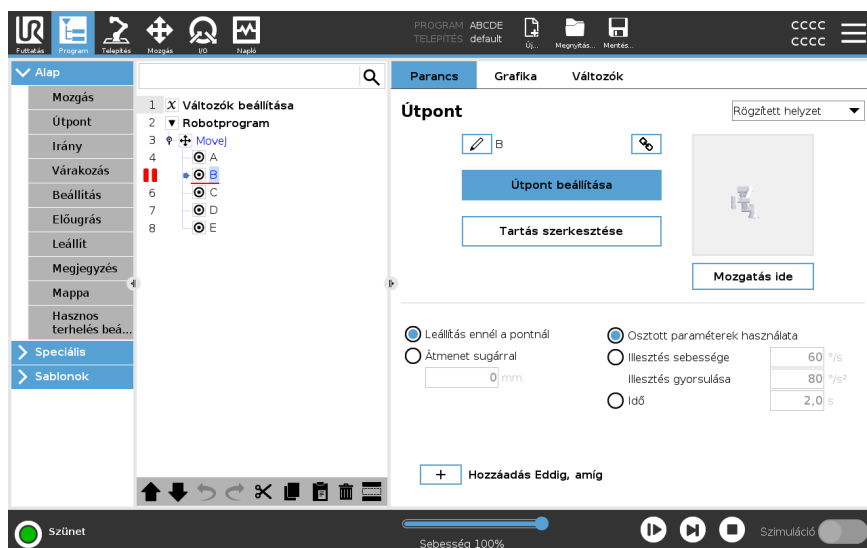 UR
PROGRAM ABCDE
TELEPÍTÉS default
Futtatás Program Telepítés Mozgás I/O Napló
Új... Megnyitás... Mentés...
CCCC
CCCC
Alap
Mozgás
Útpont
Irány
Várakozás
Beállítás
Előugrás
Leállít
Megjegyzés
Mappa
Hasznos
terhelés beá...
Speciális
Sablonok
1 X Változók beállítása
2 Robotprogram
3 MoveJ
4 A
B
6 C
7 D
8 E
Parancs Grafika Változók
Útpont
Rögzített helyzet
B
Útpont beállítása
Tartás szerkesztése
Mozgatás ide
Leállítás ennél a pontnál
Átmenet sugárral
0 mm
Osztott paraméterek használata
Illesztés sebessége 60 °/s
Illesztés gyorsulása 80 °/s²
Idő 2,0 s
+ Hozzáadás Eddig, amíg
Szünet
Sebesség 100%
Szimuláció